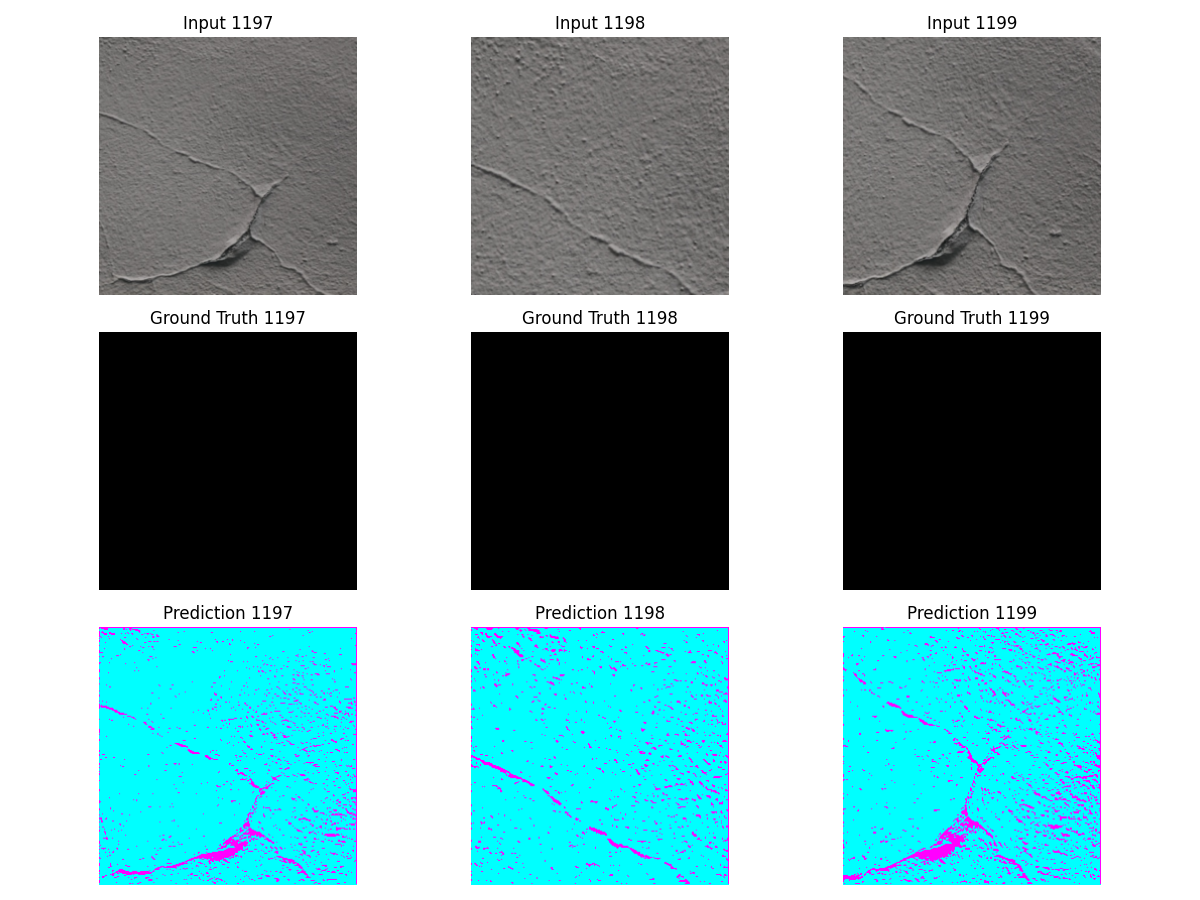 Input 1197
Input 1198
Input 1199
Ground Truth 1197
Ground Truth 1198
Ground Truth 1199
Prediction 1197
Prediction 1198
Prediction 1199